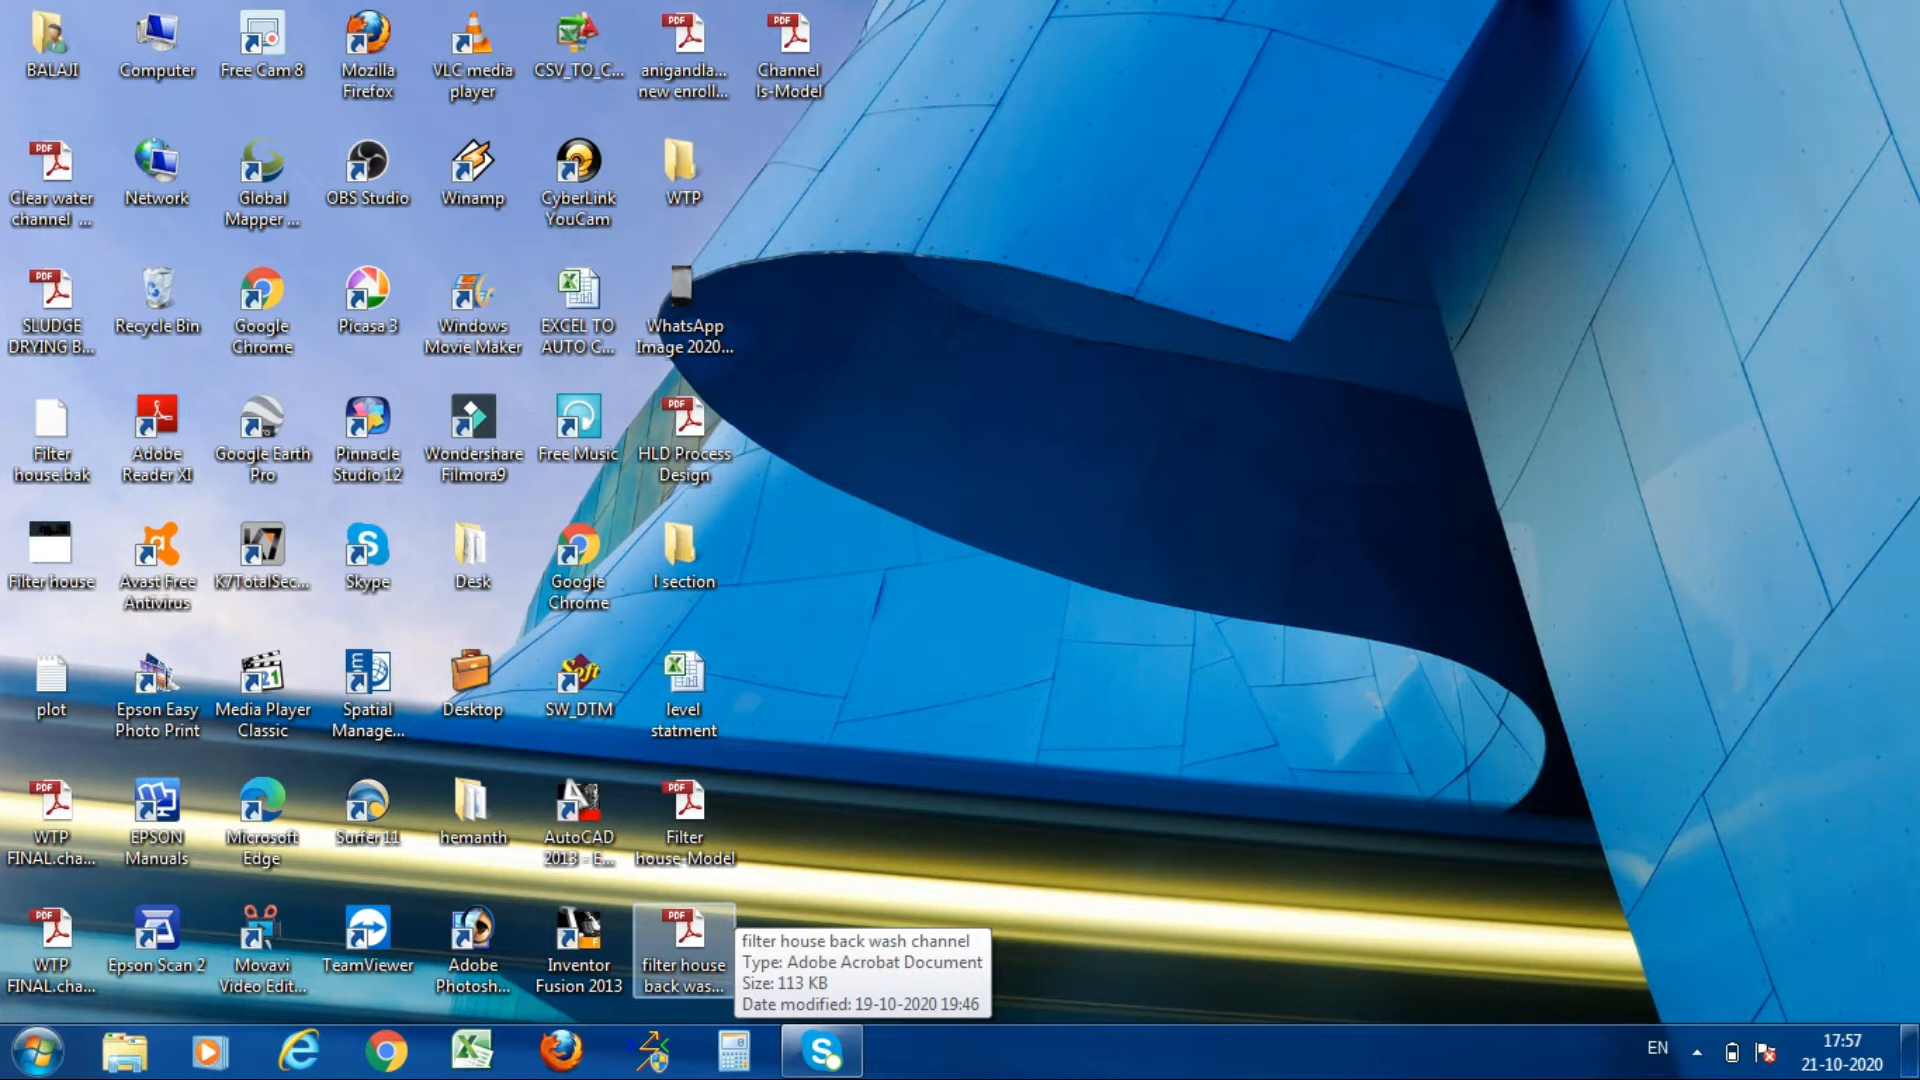 BALAJI
Computer
Free Cam 8
Mozilla
Firefox
VLC media
player
CSV_TO_C...
anigandla...
new enroll...
Channel
ls-Model
Clear water
channel ...
Network
Global
Mapper ...
OBS Studio
Winamp
CyberLink
YouCam
WTP
SLUDGE
DRYING B...
Recycle Bin
Google
Chrome
Picasa 3
Windows
Movie Maker
EXCEL TO
AUTO C...
WhatsApp
Image 2020...
Filter
house.bak
Adobe
Reader XI
Google Earth
Pro
Pinnacle
Studio 12
Wondershare
Filmora9
Free Music
HLD Process
Design
Filter house
Avast Free
Antivirus
K7TotalSec...
Skype
Desk
Google
Chrome
l section
plot
Epson Easy
Photo Print
Media Player
Classic
Spatial
Manage...
Desktop
SW_DTM
level
statment
WTP
FINAL.cha...
EPSON
Manuals
Microsoft
Edge
Surfer 11
hemanth
AutoCAD
2013 - E...
Filter
house-Model
WTP
FINAL.cha...
Epson Scan 2
Movavi
Video Edit...
TeamViewer
Adobe
Photosh...
Inventor
Fusion 2013
filter house
back was...
filter house back wash channel
Type: Adobe Acrobat Document
Size: 113 KB
Date modified: 19-10-2020 19:46
EN
17:57
21-10-2020